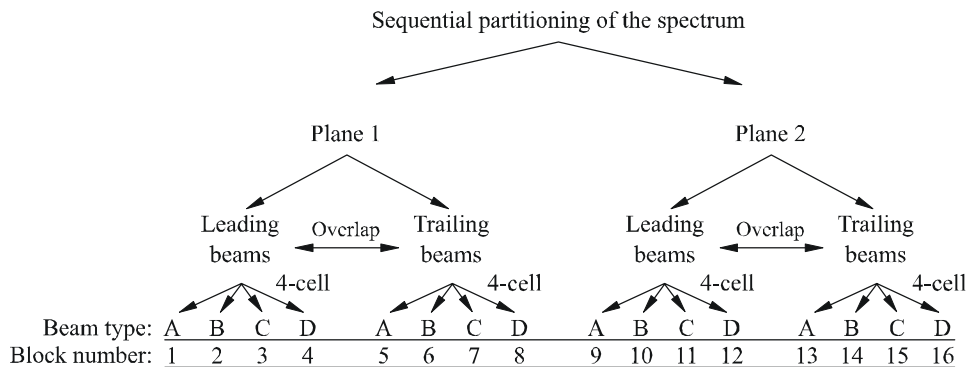 Sequential partitioning of the spectrum
Plane 1 Plane 2
Leading beams Overlap Trailing beams Leading beams Overlap Trailing beams
4-cell 4-cell 4-cell 4-cell
Beam type: A B C D A B C D A B C D A B C D
Block number: 1 2 3 4 5 6 7 8 9 10 11 12 13 14 15 16